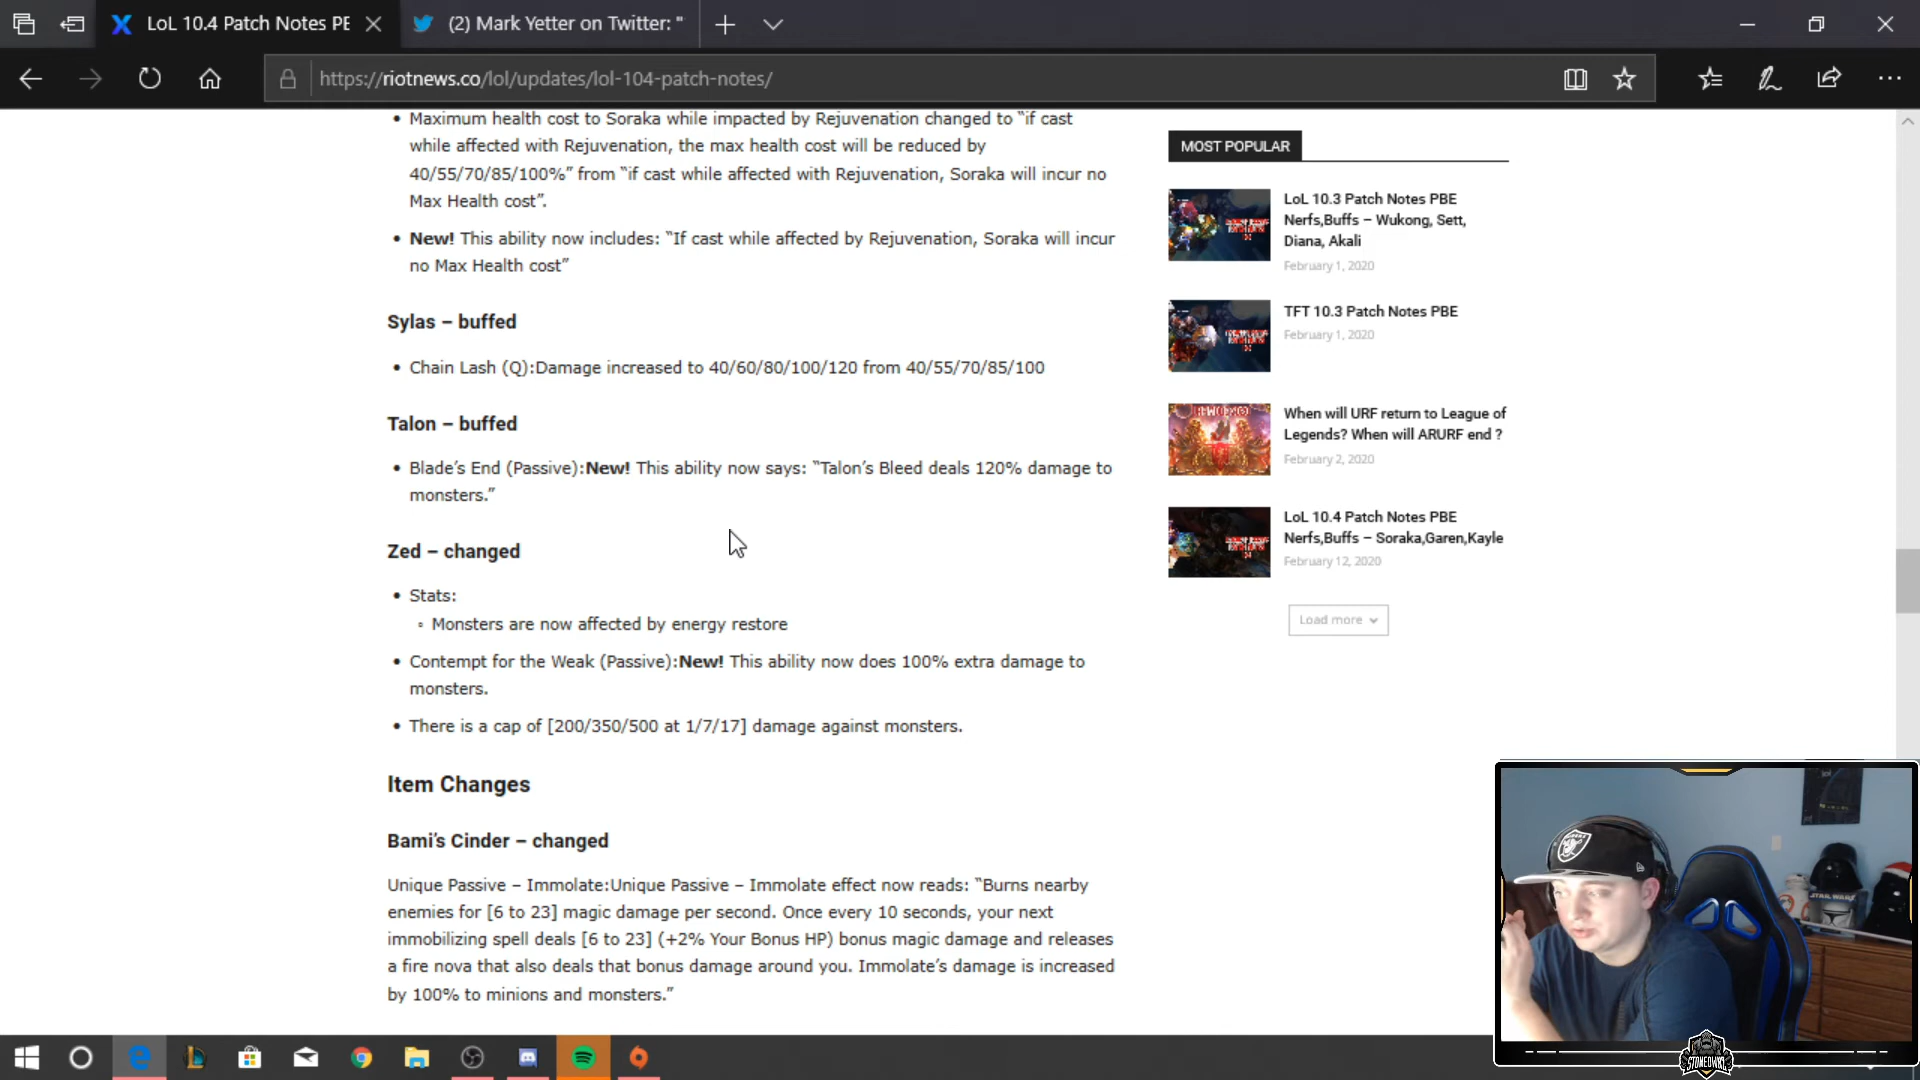 LoL 10.4 Patch Notes PE
(2) Mark Yetter on Twitter: "
https://riotnews.co/lol/updates/lol-104-patch-notes/
• Maximum health cost to Soraka while impacted by Rejuvenation changed to “if cast
while affected with Rejuvenation, the max health cost will be reduced by
40/55/70/85/100%” from “if cast while affected with Rejuvenation, Soraka will incur no
Max Health cost”.
• New! This ability now includes: “If cast while affected by Rejuvenation, Soraka will incur
no Max Health cost”
Sylas – buffed
• Chain Lash (Q):Damage increased to 40/60/80/100/120 from 40/55/70/85/100
Talon – buffed
• Blade’s End (Passive):New! This ability now says: “Talon’s Bleed deals 120% damage to
monsters.”
Zed – changed
• Stats:
◦ Monsters are now affected by energy restore
• Contempt for the Weak (Passive):New! This ability now does 100% extra damage to
monsters.
• There is a cap of [200/350/500 at 1/7/17] damage against monsters.
Item Changes
Bami’s Cinder – changed
Unique Passive – Immolate:Unique Passive – Immolate effect now reads: “Burns nearby
enemies for [6 to 23] magic damage per second. Once every 10 seconds, your next
immobilizing spell deals [6 to 23] (+2% Your Bonus HP) bonus magic damage and releases
a fire nova that also deals that bonus damage around you. Immolate’s damage is increased
by 100% to minions and monsters.”
MOST POPULAR
LoL 10.3 Patch Notes PBE
Nerfs,Buffs – Wukong, Sett,
Diana, Akali
February 1, 2020
TFT 10.3 Patch Notes PBE
February 1, 2020
When will URF return to League of
Legends? When will ARURF end ?
February 2, 2020
LoL 10.4 Patch Notes PBE
Nerfs,Buffs – Soraka,Garen,Kayle
February 12, 2020
Load more
STAR WARS